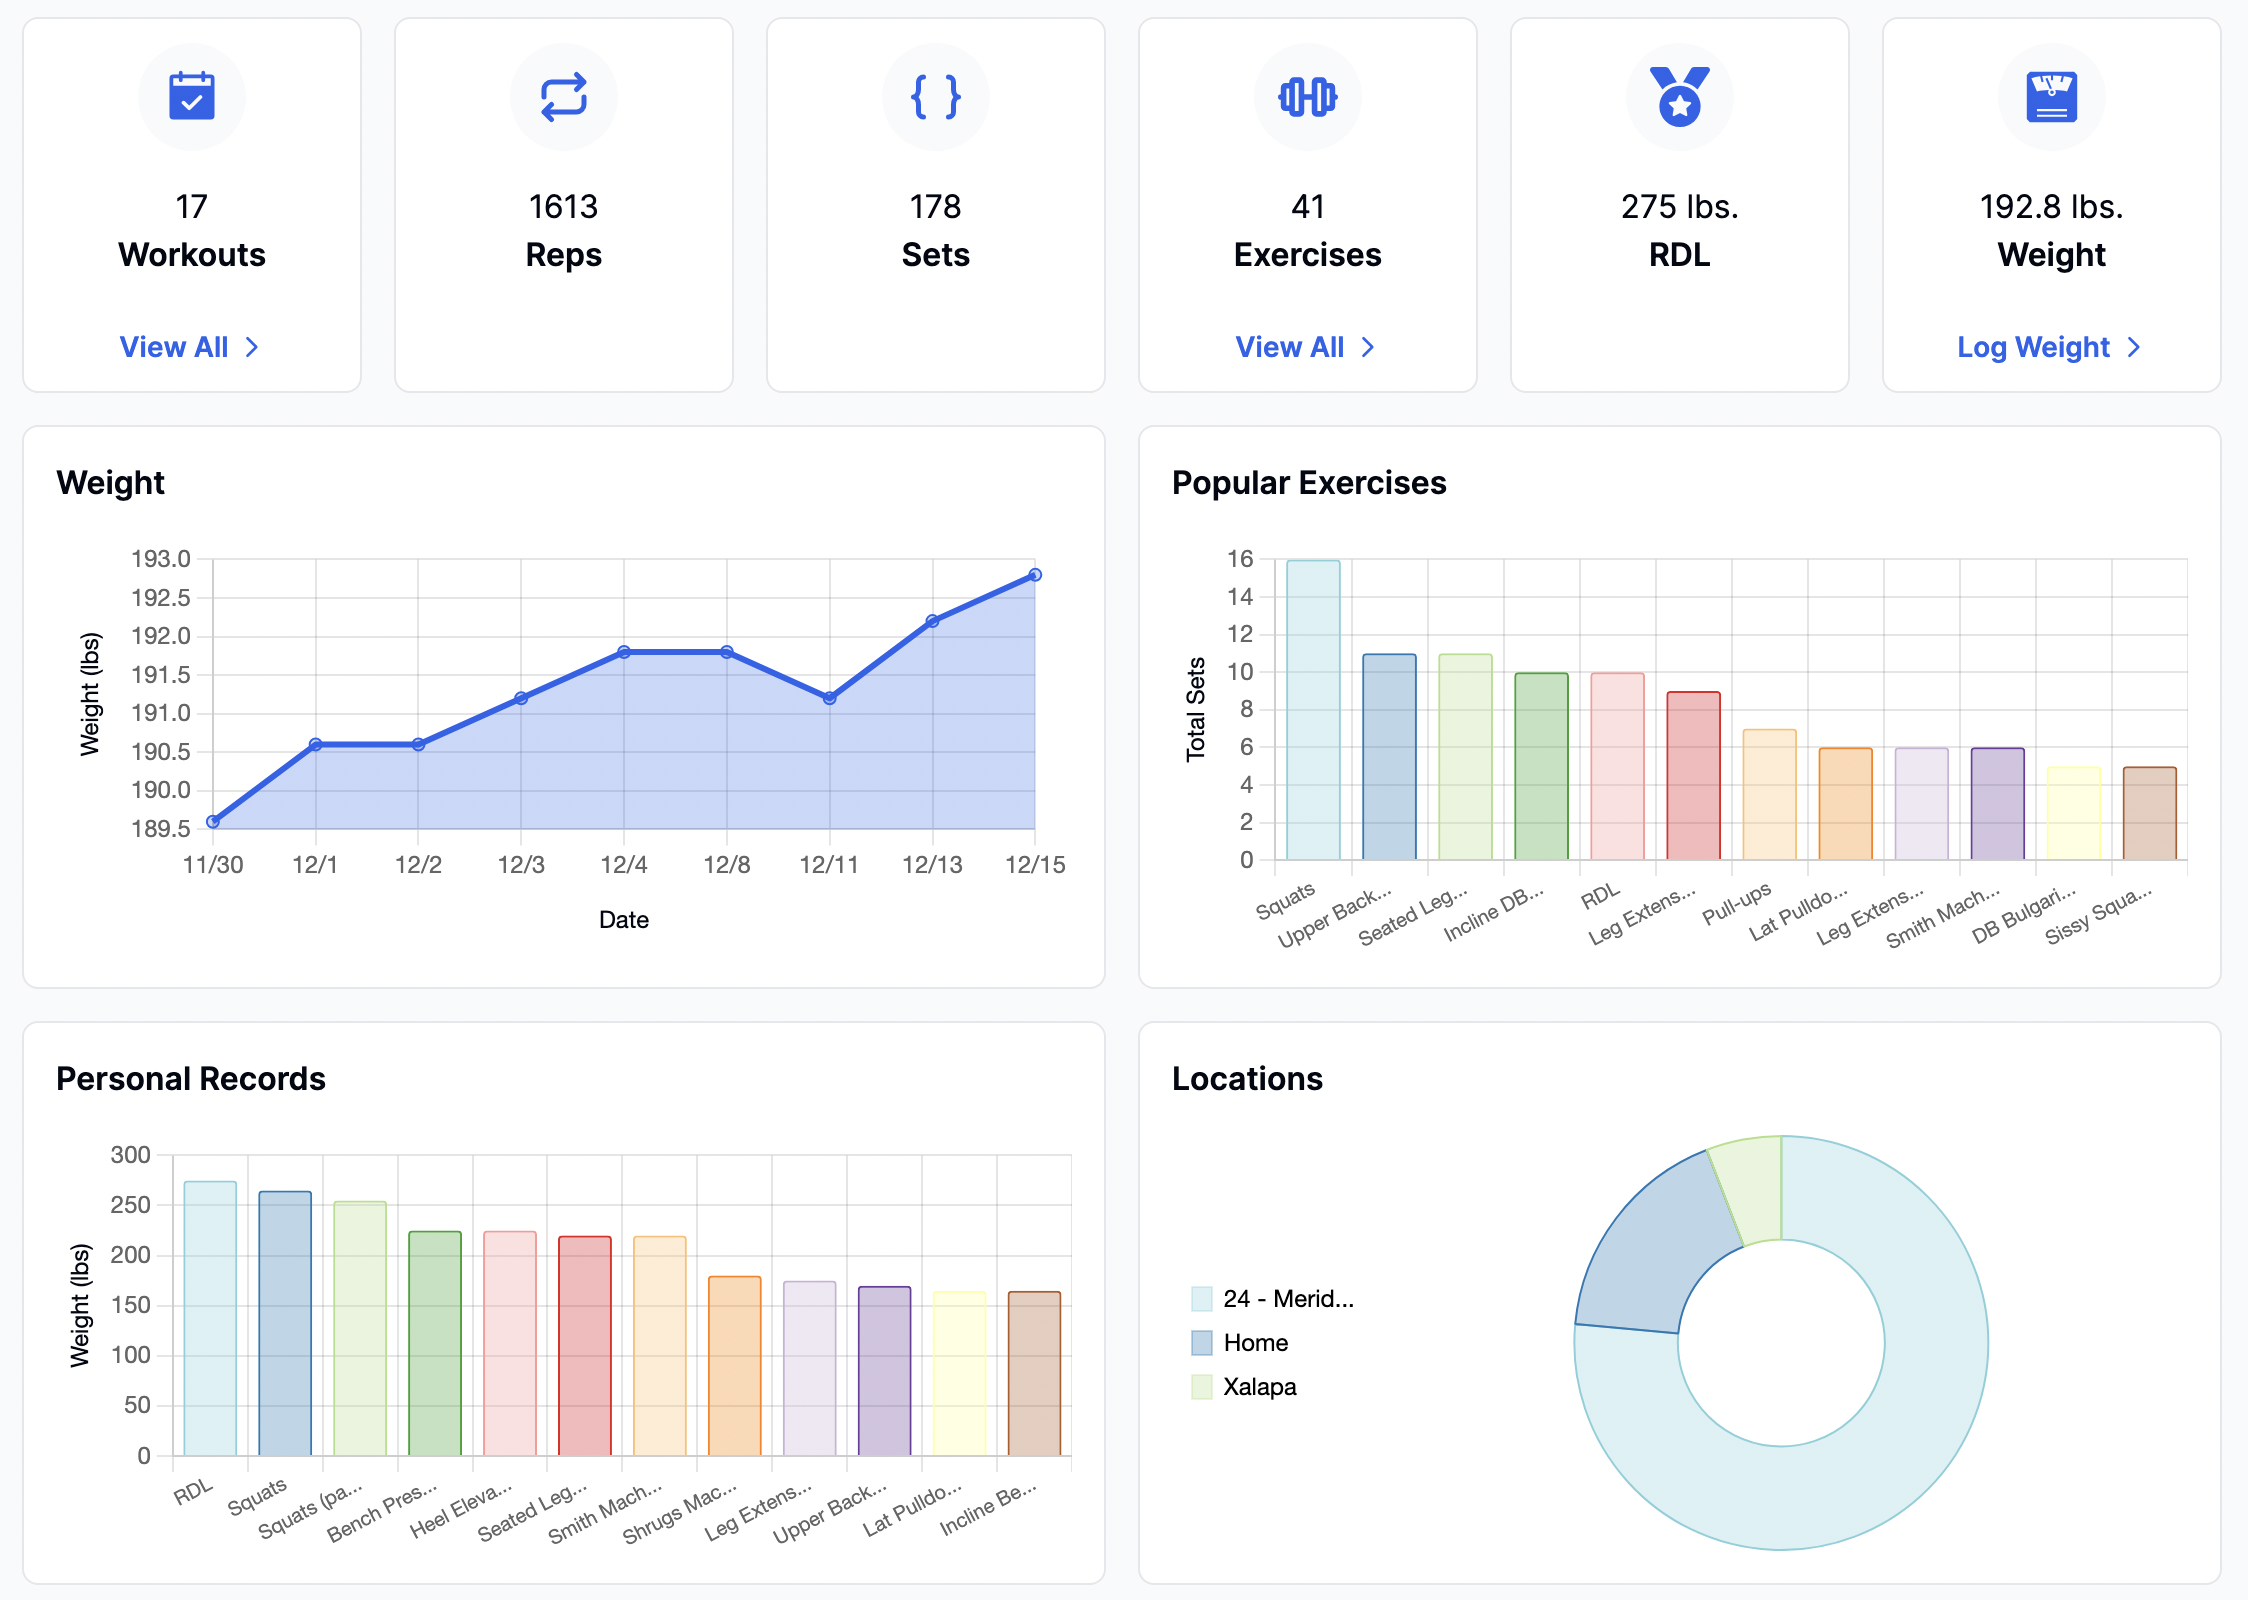 17
Workouts
View All
1613
Reps
178
Sets
41
Exercises
View All
275 lbs.
RDL
192.8 lbs.
Weight
Log Weight
Weight
193.0
192.5
192.0
191.5
191.0
190.5
190.0
189.5
Weight (lbs)
11/30 12/1 12/2 12/3 12/4 12/8 12/11 12/13 12/15
Date
Popular Exercises
16
14
12
10
8
6
4
2
0
Total Sets
Squats
Upper Back...
Seated Leg...
Incline DB...
RDL
Leg Extens...
Pull-ups
Lat Pulldo...
Leg Extens...
Smith Mach...
DB Bulgari...
Sissy Squa...
Personal Records
300
250
200
150
100
50
0
Weight (lbs)
RDL
Squats
Squats (pa...
Bench Pres...
Heel Eleva...
Seated Leg...
Smith Mach...
Shrugs Mac...
Leg Extens...
Upper Back...
Lat Pulldo...
Incline Be...
Locations
24 - Merid...
Home
Xalapa